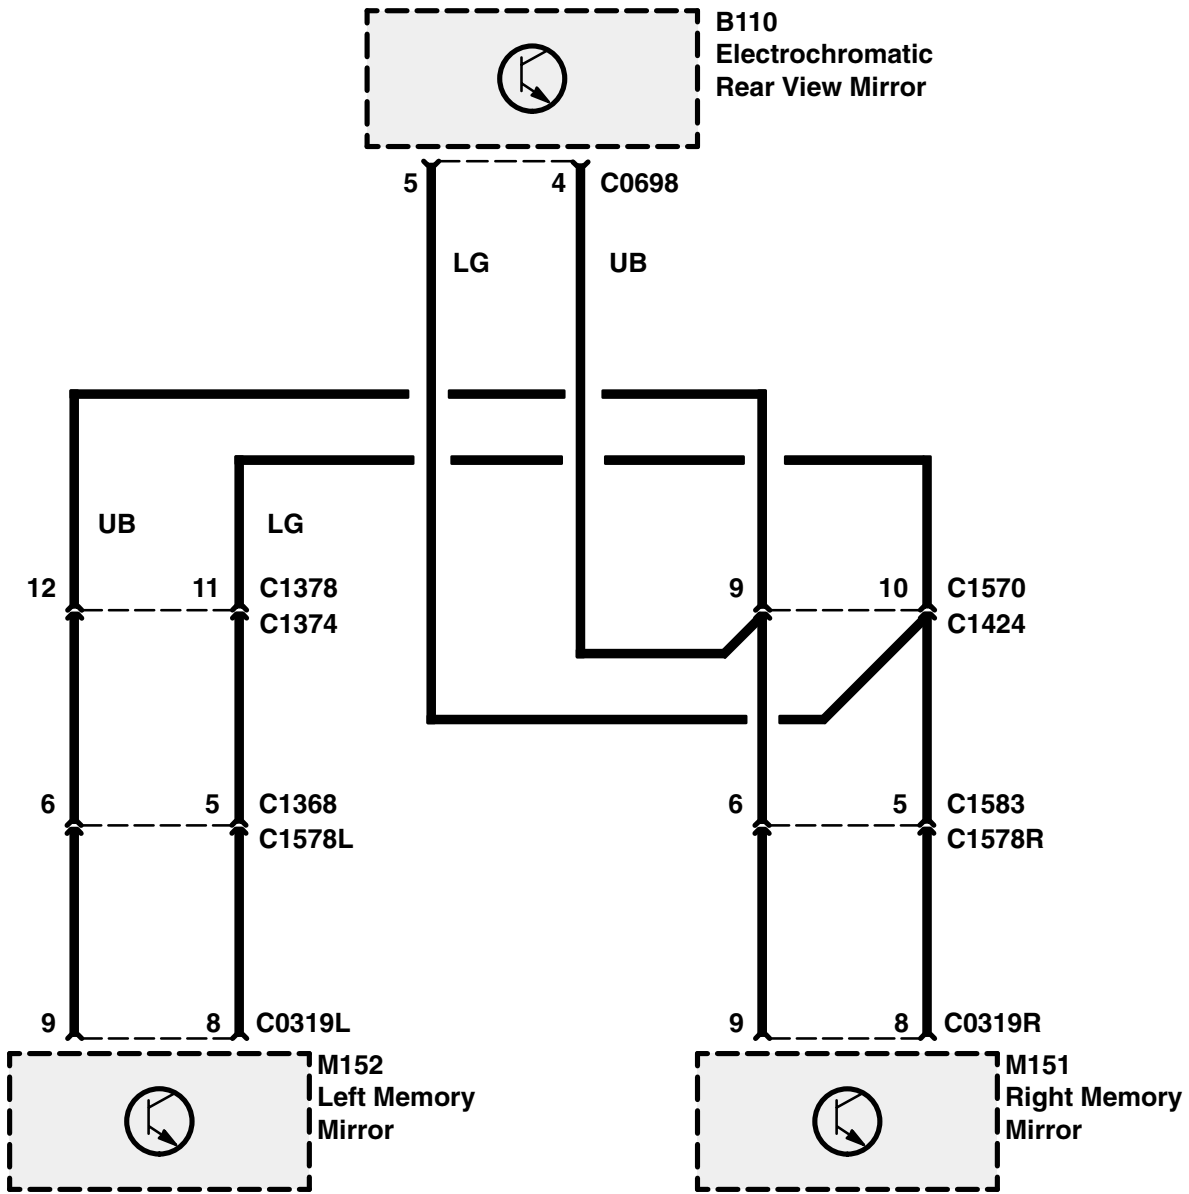 B110
Electrochromatic
Rear View Mirror
5 4 C0698
LG UB
UB LG
12 11 C1378
C1374
9 10 C1570
C1424
6 5 C1368
C1578L
6 5 C1583
C1578R
9 8 C0319L
M152
Left Memory
Mirror
9 8 C0319R
M151
Right Memory
Mirror